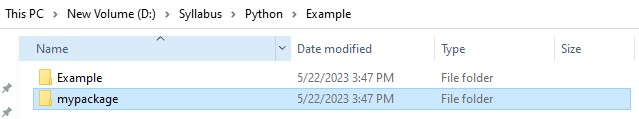 This PC > New Volume (D:) > Syllabus > Python > Example
Name Date modified Type Size
Example 5/22/2023 3:47 PM File folder
mypackage 5/22/2023 3:47 PM File folder